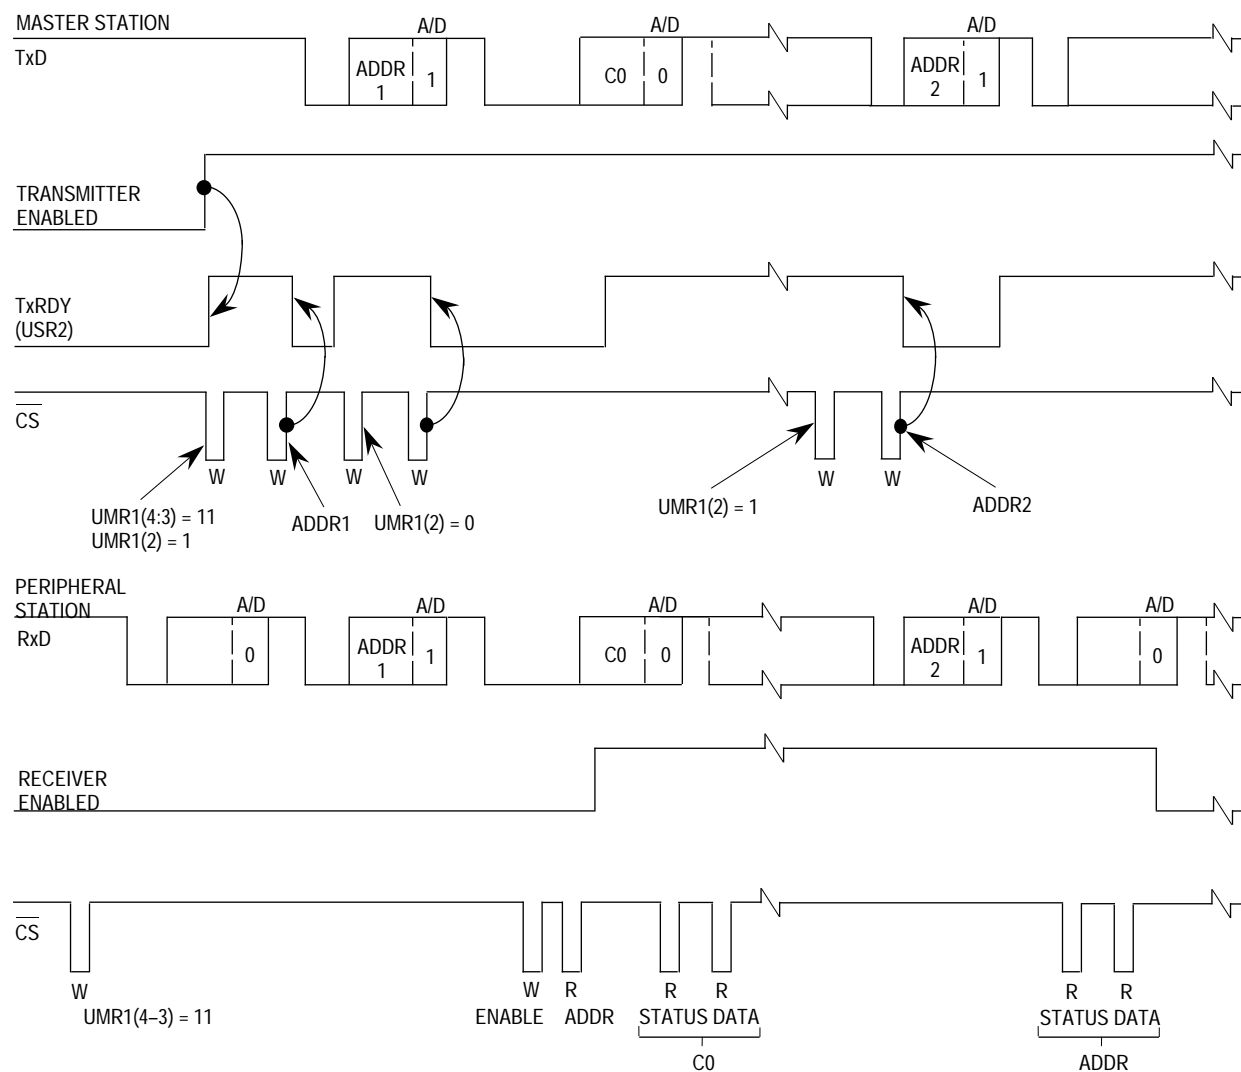 MASTER STATION
A/D A/D A/D
TxD
ADDR 1 1 C0 0 ADDR 2 1
TRANSMITTER
ENABLED
TxRDY
(USR2)
CS
W W W W W W
UMR1(4:3) = 11
UMR1(2) = 1
ADDR1
UMR1(2) = 0
UMR1(2) = 1
ADDR2
PERIPHERAL
STATION
A/D A/D A/D A/D A/D
RxD
0 ADDR 1 1 C0 0 ADDR 2 1 0
RECEIVER
ENABLED
CS
W W R R R R R
UMR1(4–3) = 11 ENABLE ADDR STATUS DATA STATUS DATA
C0 ADDR